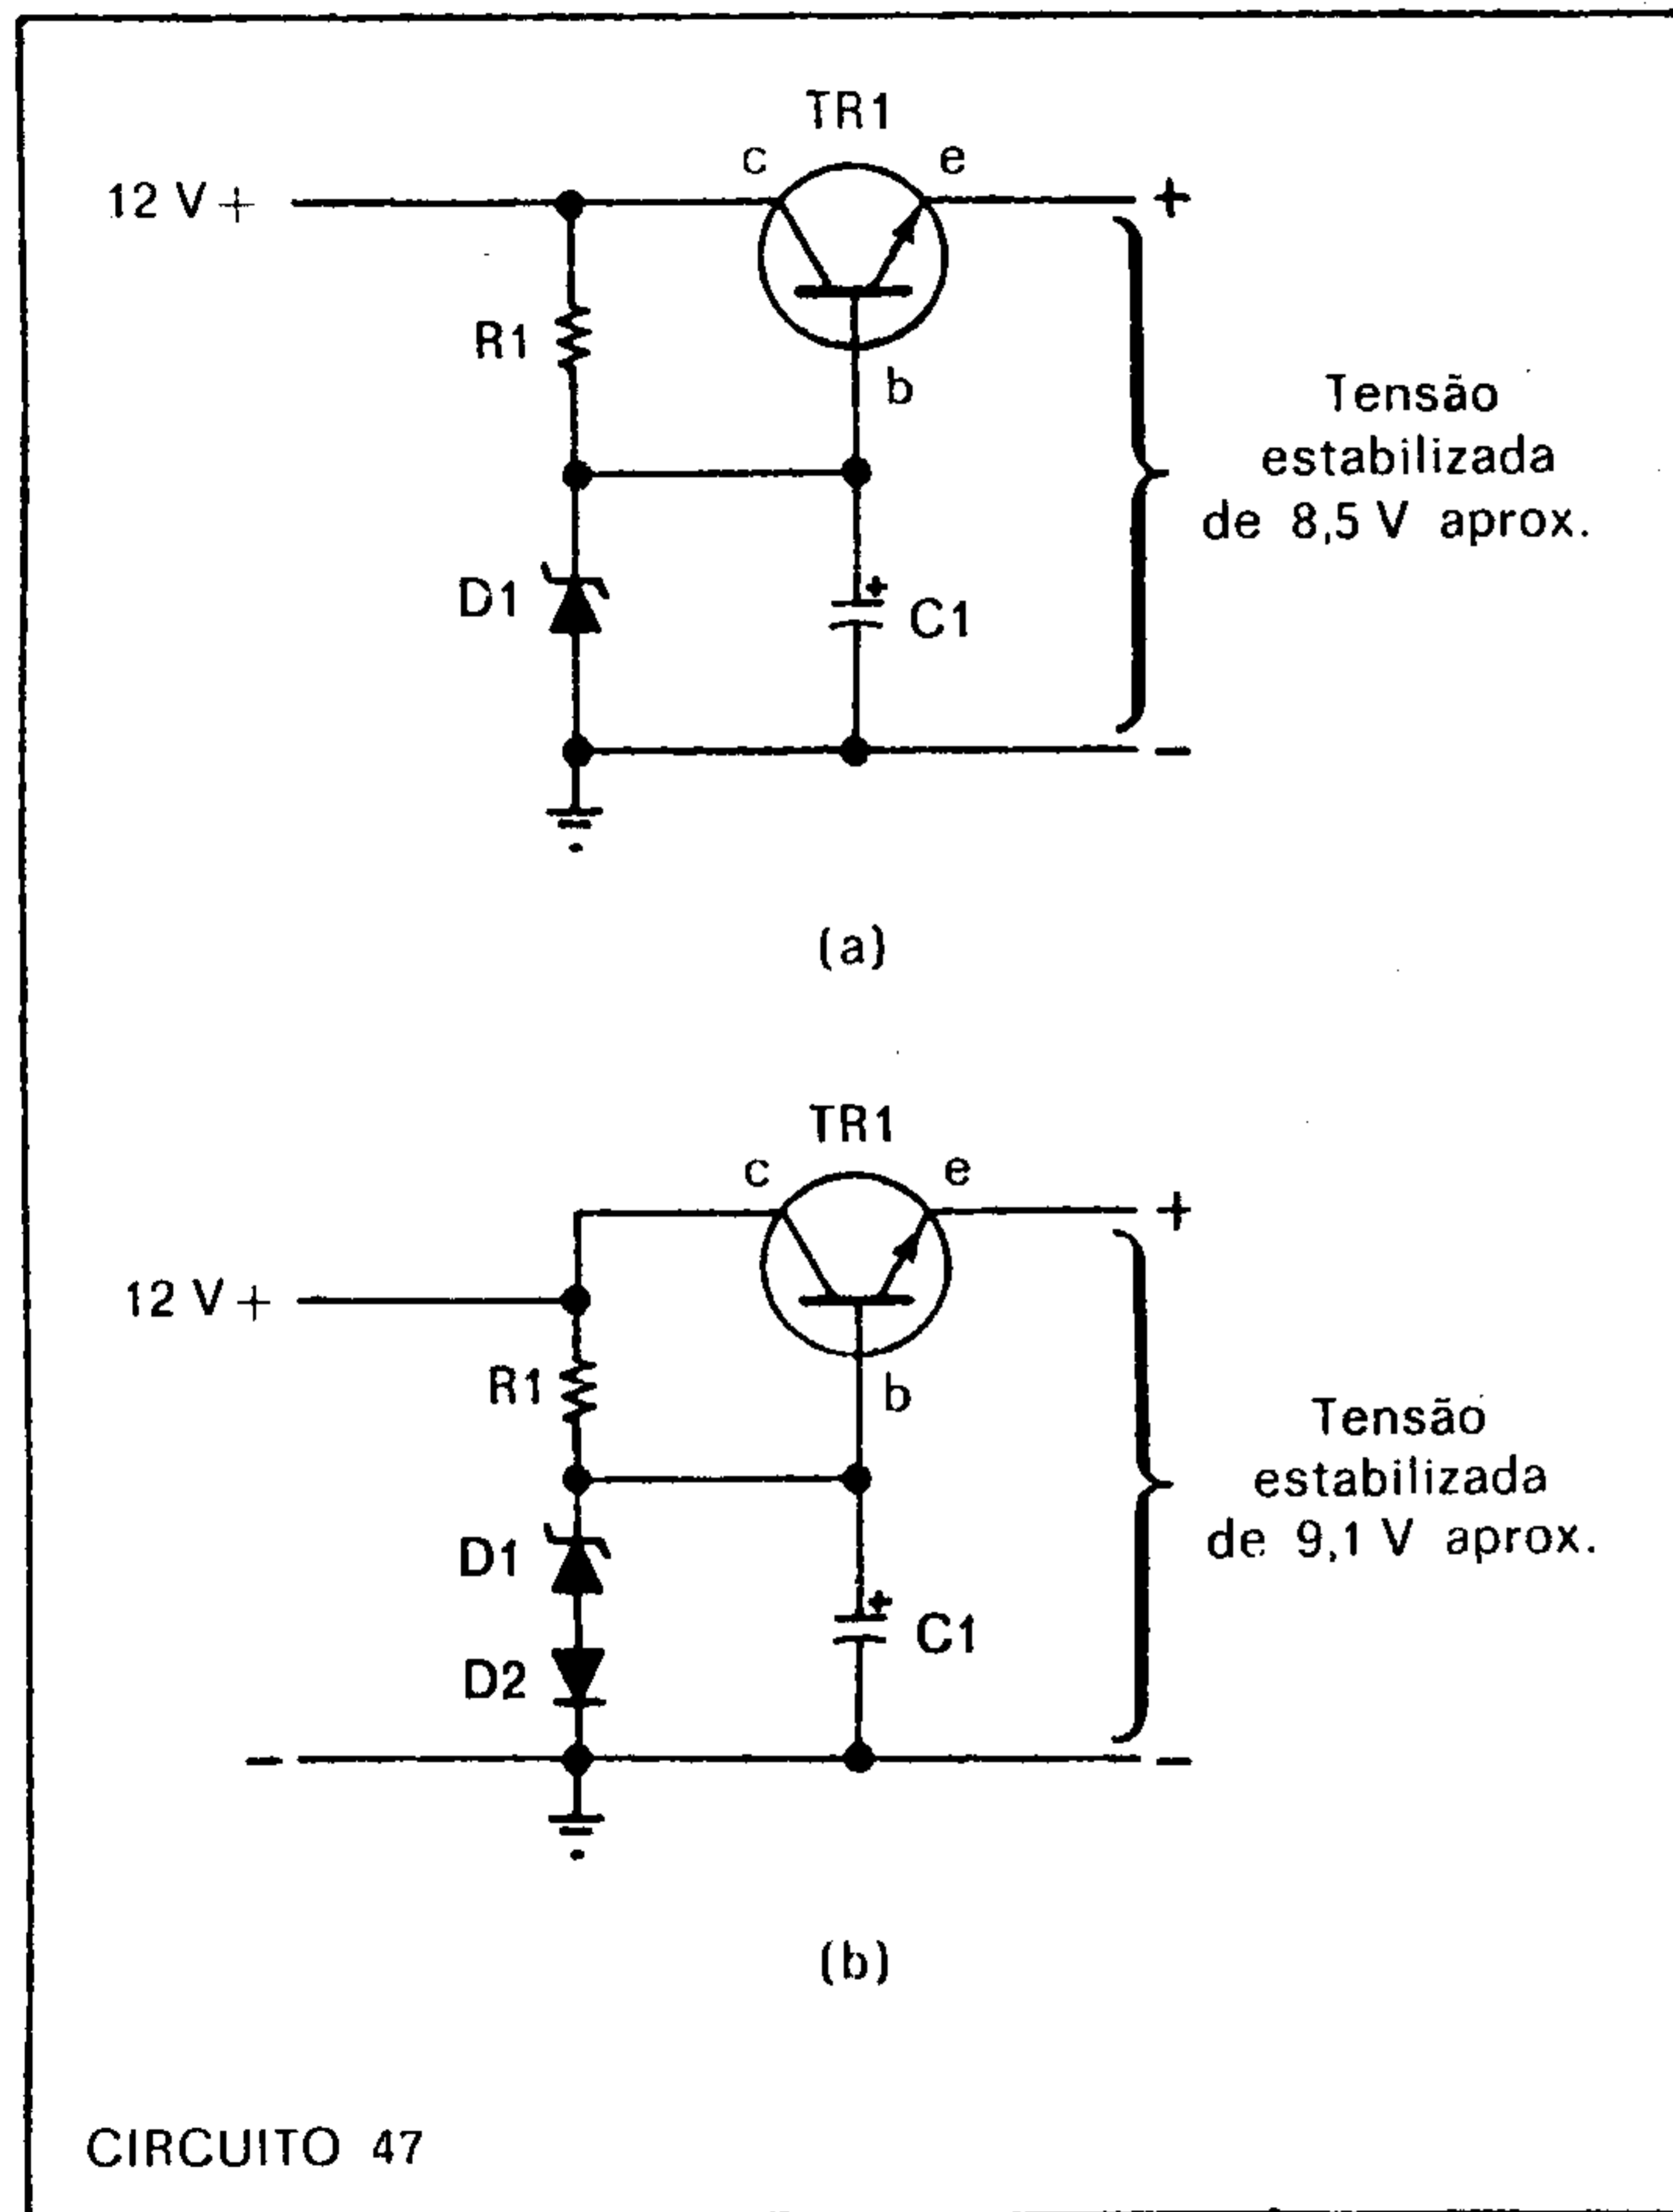 TR1
c e
12 V +
+
R1
b
Tensão
estabilizada
de 8,5 V aprox.
D1
+
C1
−
(a)
TR1
c e
+
12 V +
R1
b
Tensão
estabilizada
de 9,1 V aprox.
D1
+
C1
D2
− −
(b)
CIRCUITO 47